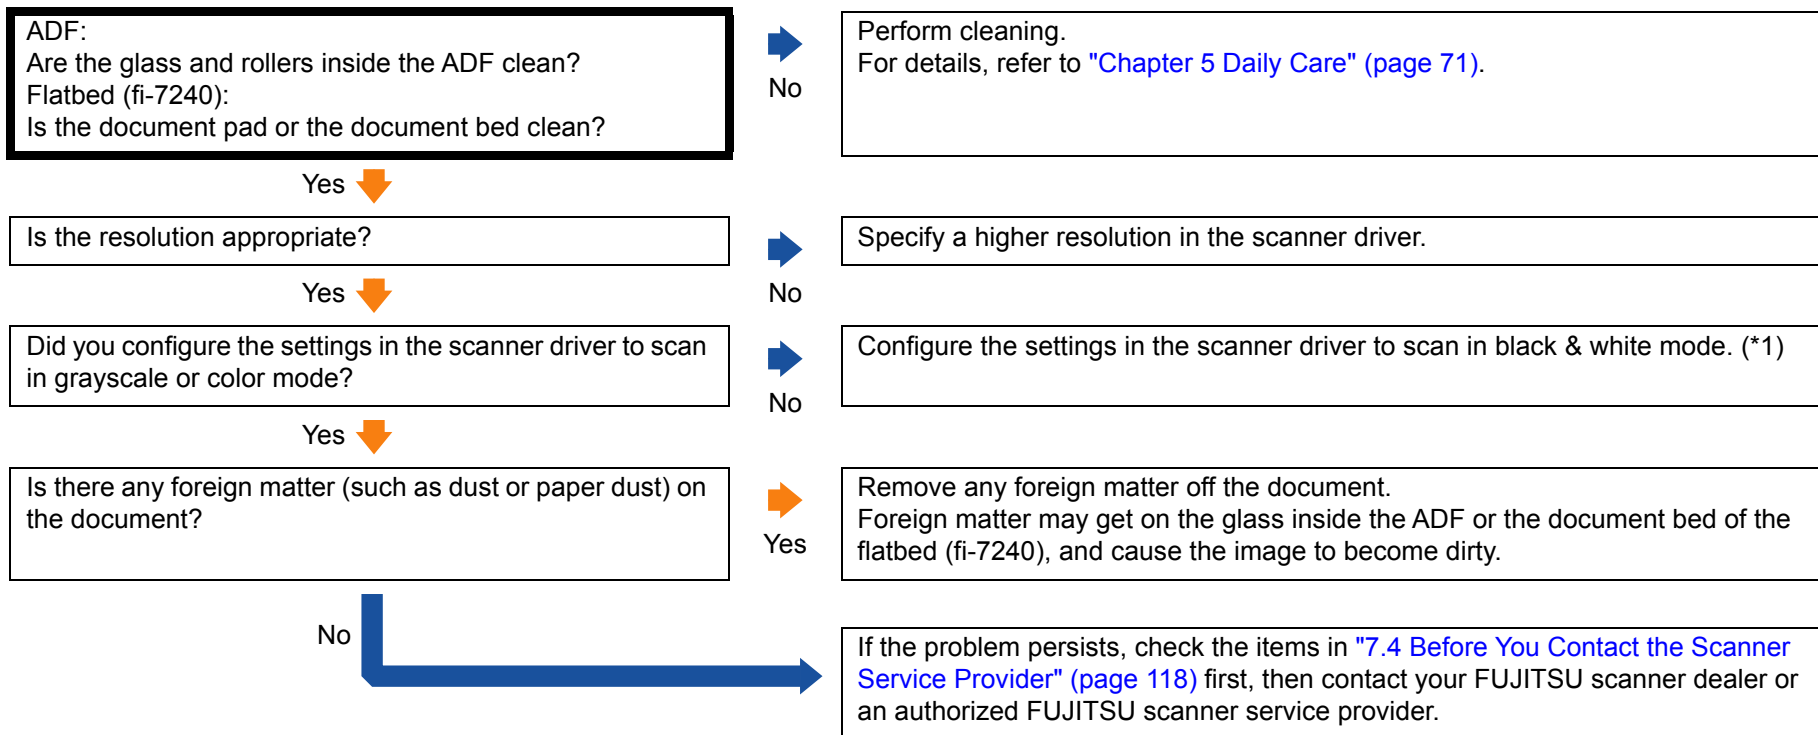 ADF:
Are the glass and rollers inside the ADF clean?
Flatbed (fi-7240):
Is the document pad or the document bed clean?
No
Perform cleaning.
For details, refer to "Chapter 5 Daily Care" (page 71).
Yes
Is the resolution appropriate?
No
Specify a higher resolution in the scanner driver.
Yes
Did you configure the settings in the scanner driver to scan
in grayscale or color mode?
No
Configure the settings in the scanner driver to scan in black & white mode. (*1)
Yes
Is there any foreign matter (such as dust or paper dust) on
the document?
Yes
Remove any foreign matter off the document.
Foreign matter may get on the glass inside the ADF or the document bed of the
flatbed (fi-7240), and cause the image to become dirty.
No
If the problem persists, check the items in "7.4 Before You Contact the Scanner
Service Provider" (page 118) first, then contact your FUJITSU scanner dealer or
an authorized FUJITSU scanner service provider.